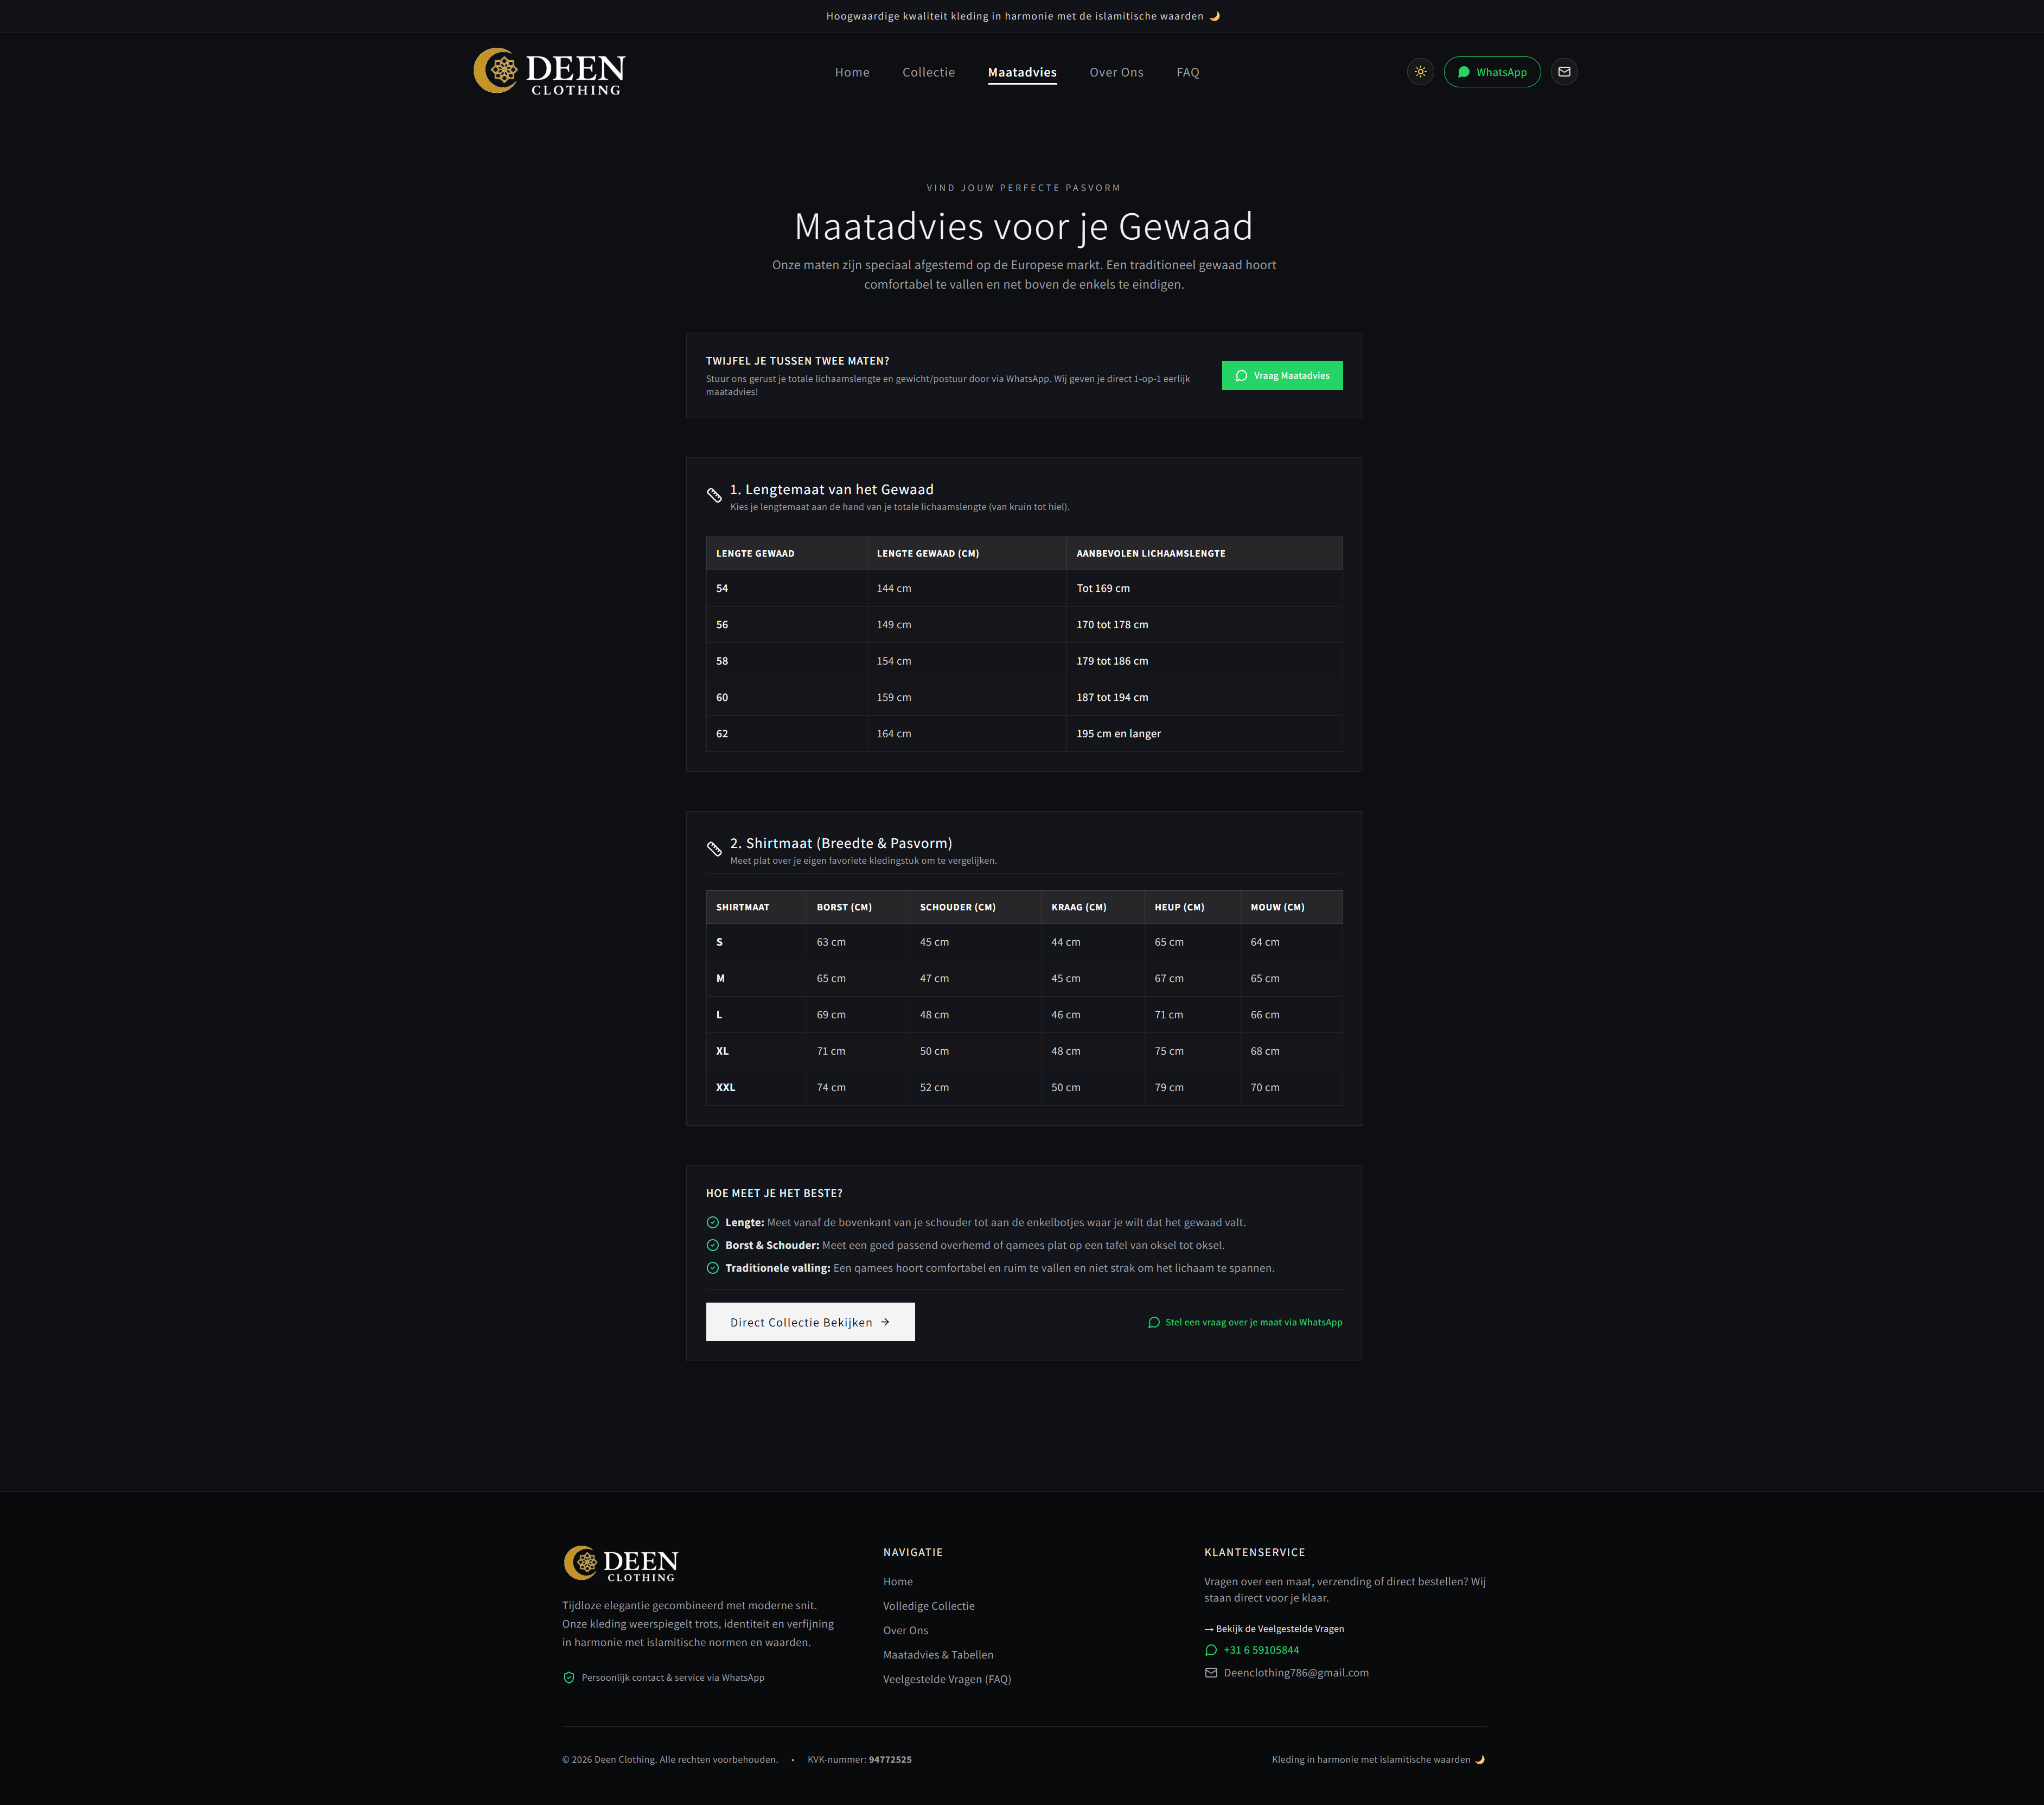 Hoogwaardige kwaliteit kleding in harmonie met de islamitische waarden 🌙
DEEN
CLOTHING
Home
Collectie
Maatadvies
Over Ons
FAQ
WhatsApp
VIND JOUW PERFECTE PASVORM
Maatadvies voor je Gewaad
Onze maten zijn speciaal afgestemd op de Europese markt. Een traditioneel gewaad hoort
comfortabel te vallen en net boven de enkels te eindigen.
TWIJFEL JE TUSSEN TWEE MATEN?
Stuur ons gerust je totale lichaamslengte en gewicht/postuur door via WhatsApp. Wij geven je direct 1-op-1 eerlijk
maatadvies!
Vraag Maatadvies
1. Lengtemaat van het Gewaad
Kies je lengtemaat aan de hand van je totale lichaamslengte (van kruin tot hiel).
LENGTE GEWAAD LENGTE GEWAAD (CM) AANBEVOLEN LICHAAMSLENGTE
54 144 cm Tot 169 cm
56 149 cm 170 tot 178 cm
58 154 cm 179 tot 186 cm
60 159 cm 187 tot 194 cm
62 164 cm 195 cm en langer
2. Shirtmaat (Breedte & Pasvorm)
Meet plat over je eigen favoriete kledingstuk om te vergelijken.
SHIRTMAAT BORST (CM) SCHOUDER (CM) KRAAG (CM) HEUP (CM) MOUW (CM)
S 63 cm 45 cm 44 cm 65 cm 64 cm
M 65 cm 47 cm 45 cm 67 cm 65 cm
L 69 cm 48 cm 46 cm 71 cm 66 cm
XL 71 cm 50 cm 48 cm 75 cm 68 cm
XXL 74 cm 52 cm 50 cm 79 cm 70 cm
HOE MEET JE HET BESTE?
Lengte: Meet vanaf de bovenkant van je schouder tot aan de enkelbotjes waar je wilt dat het gewaad valt.
Borst & Schouder: Meet een goed passend overhemd of qamees plat op een tafel van oksel tot oksel.
Traditionele valling: Een qamees hoort comfortabel en ruim te vallen en niet strak om het lichaam te spannen.
Direct Collectie Bekijken →
Stel een vraag over je maat via WhatsApp
DEEN
CLOTHING
Tijdloze elegantie gecombineerd met moderne snit.
Onze kleding weerspiegelt trots, identiteit en verfijning
in harmonie met islamitische normen en waarden.
Persoonlijk contact & service via WhatsApp
NAVIGATIE
Home
Volledige Collectie
Over Ons
Maatadvies & Tabellen
Veelgestelde Vragen (FAQ)
KLANTENSERVICE
Vragen over een maat, verzending of direct bestellen? Wij
staan direct voor je klaar.
→ Bekijk de Veelgestelde Vragen
+31 6 59105844
Deenclothing786@gmail.com
© 2026 Deen Clothing. Alle rechten voorbehouden. • KVK-nummer: 94772525
Kleding in harmonie met islamitische waarden 🌙